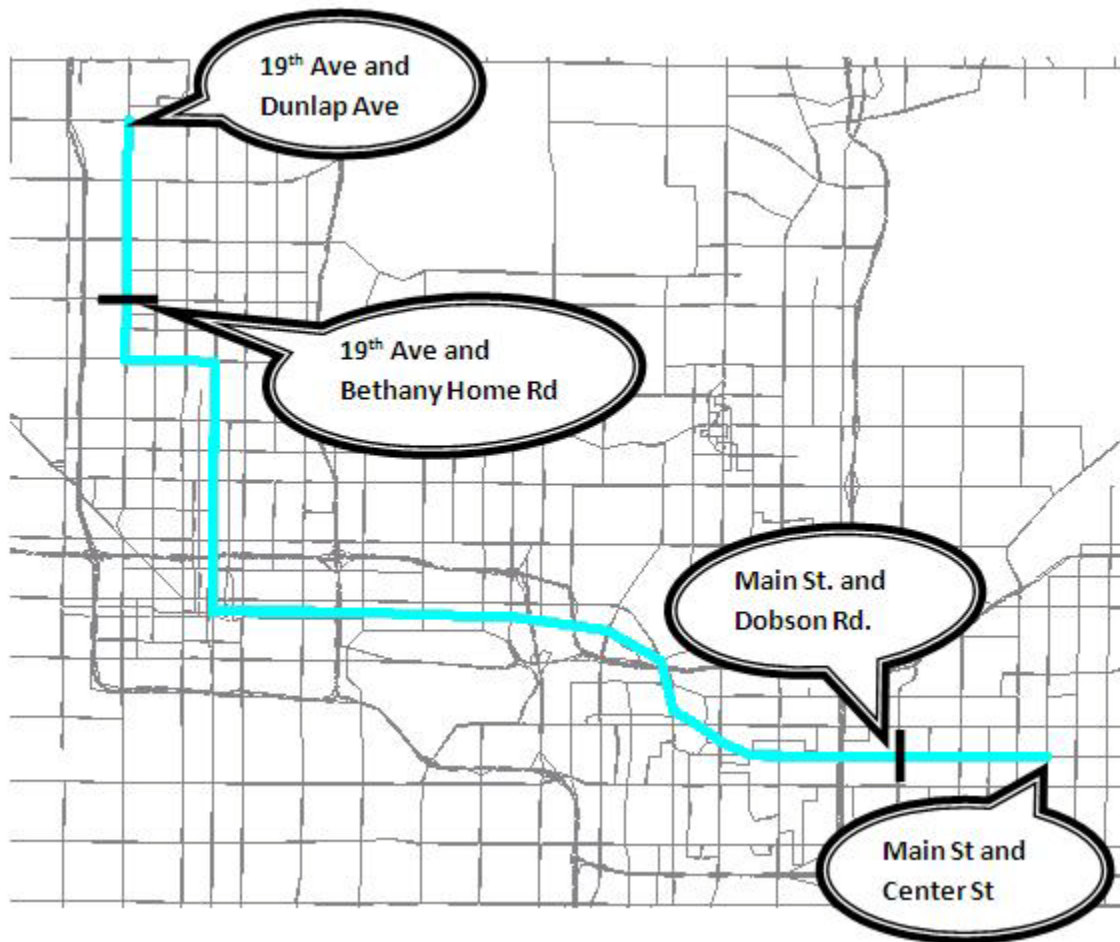 19th Ave and
Dunlap Ave
19th Ave and
Bethany Home Rd
Main St. and
Dobson Rd.
Main St and
Center St